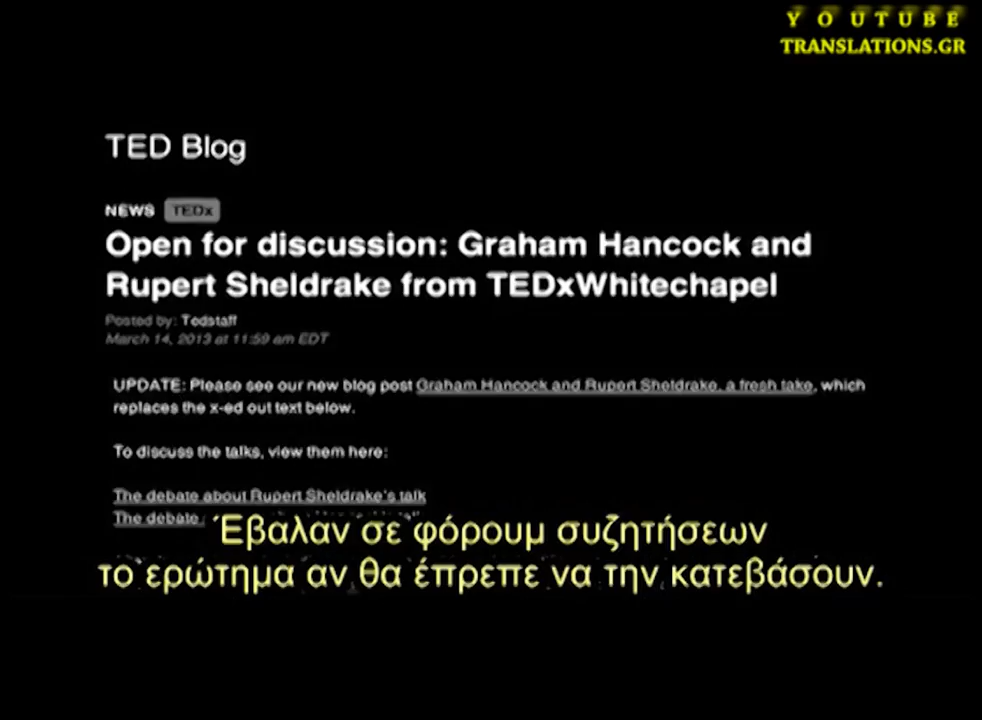 Y O U T U B E
TRANSLATIONS.GR
TED Blog
NEWS TEDx
Open for discussion: Graham Hancock and
Rupert Sheldrake from TEDxWhitechapel
Posted by: Tedstaff
March 14, 2013 at 11:59 am EDT
UPDATE: Please see our new blog post Graham Hancock and Rupert Sheldrake, a fresh take, which
replaces the x-ed out text below.
To discuss the talks, view them here:
The debate about Rupert Sheldrake's talk
The debate
Έβαλαν σε φόρουμ συζητήσεων
το ερώτημα αν θα έπρεπε να την κατεβάσουν.